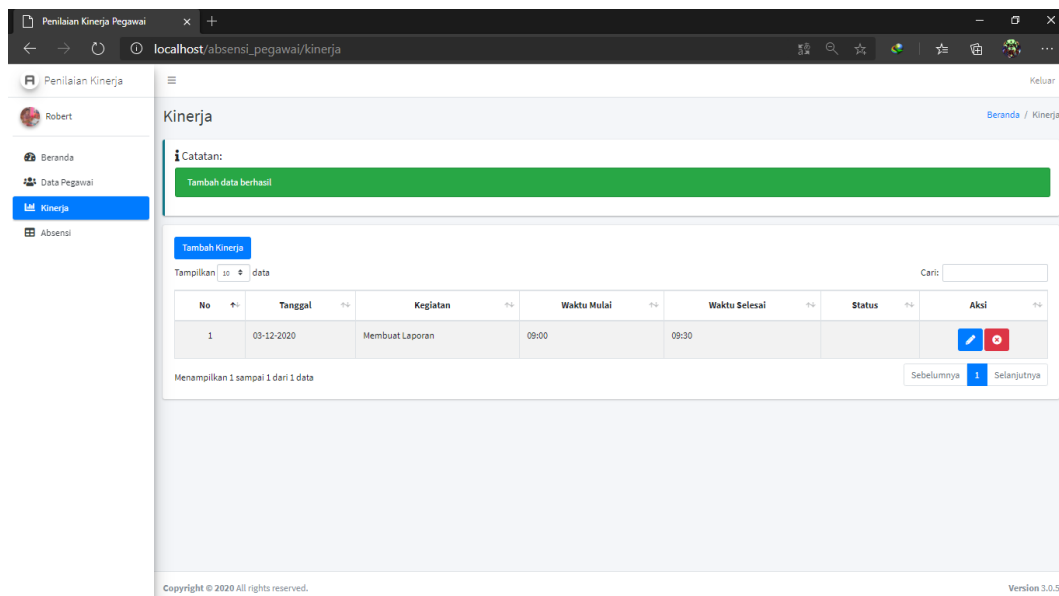 Penilaian Kinerja Pegawai
localhost/absensi_pegawai/kinerja
Penilaian Kinerja
Keluar
Robert
Kinerja
Beranda / Kinerja
Beranda
Data Pegawai
Kinerja
Absensi
Catatan:
Tambah data berhasil
Tambah Kinerja
Tampilkan 10 data
Cari:
No Tanggal Kegiatan Waktu Mulai Waktu Selesai Status Aksi
1 03-12-2020 Membuat Laporan 09:00 09:30
Menampilkan 1 sampai 1 dari 1 data
Sebelumnya 1 Selanjutnya
Copyright © 2020 All rights reserved.
Version 3.0.5